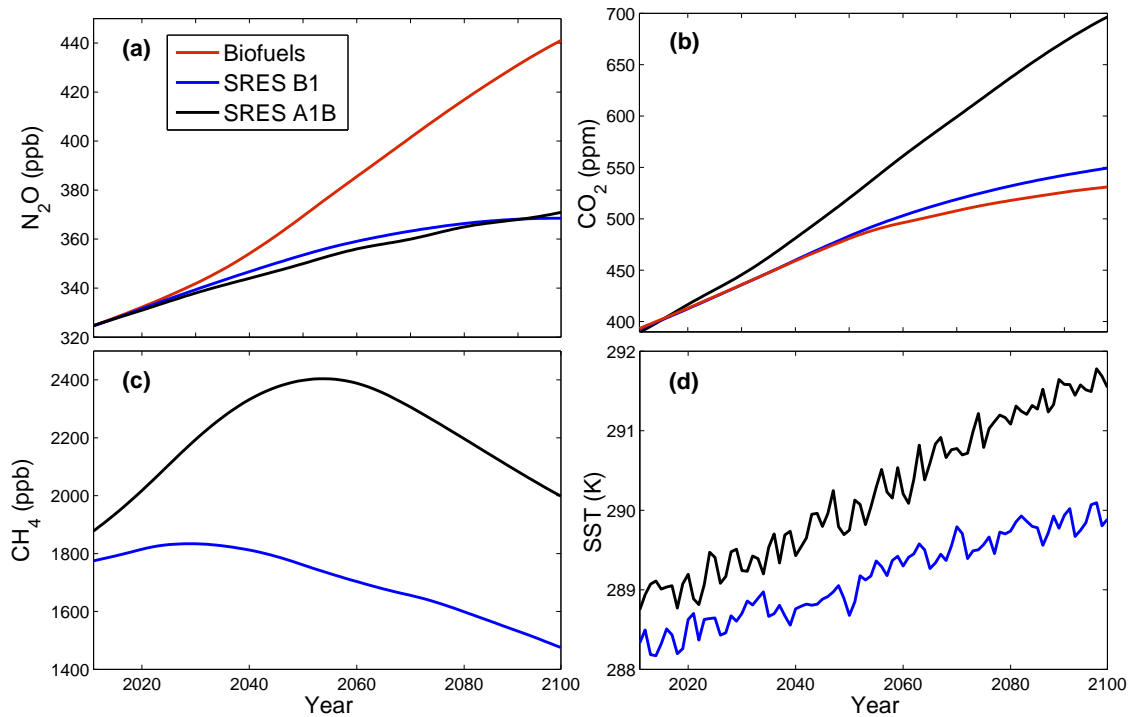 (a)
Biofuels
SRES B1
SRES A1B
N₂O (ppb)
440
420
400
380
360
340
320
(b)
CO₂ (ppm)
700
650
600
550
500
450
400
(c)
CH₄ (ppb)
2400
2200
2000
1800
1600
1400
2020 2040 2060 2080 2100
Year
(d)
SST (K)
292
291
290
289
288
2020 2040 2060 2080 2100
Year